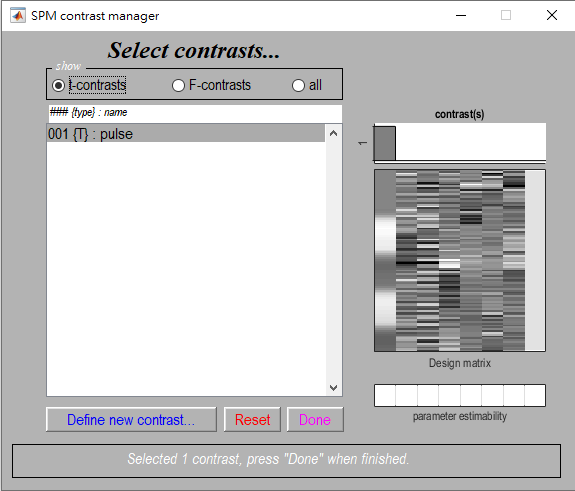 SPM contrast manager
Select contrasts...
show
t-contrasts
F-contrasts
all
### {type} : name
001 {T} : pulse
contrast(s)
1
Design matrix
parameter estimability
Define new contrast...
Reset
Done
Selected 1 contrast, press "Done" when finished.